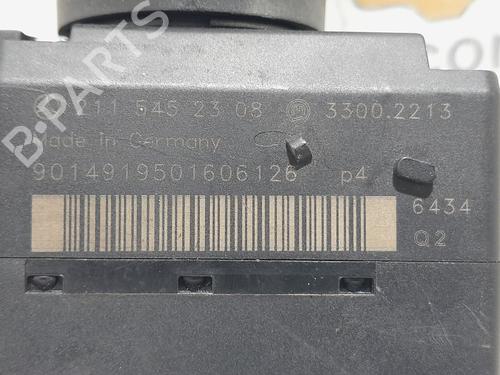 211 545 23 08 3300.2213
Made in Germany
9014919501606126 p4
6434
Q2
B-PARTS